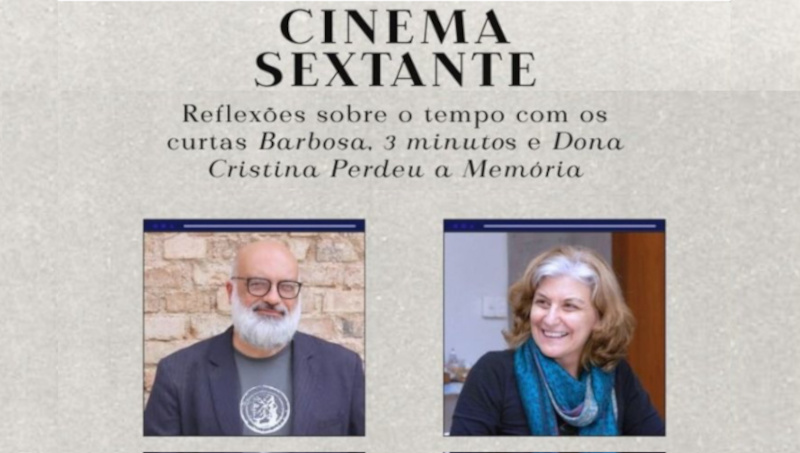 CINEMA
SEXTANTE
Reflexões sobre o tempo com os
curtas Barbosa, 3 minutos e Dona
Cristina Perdeu a Memória